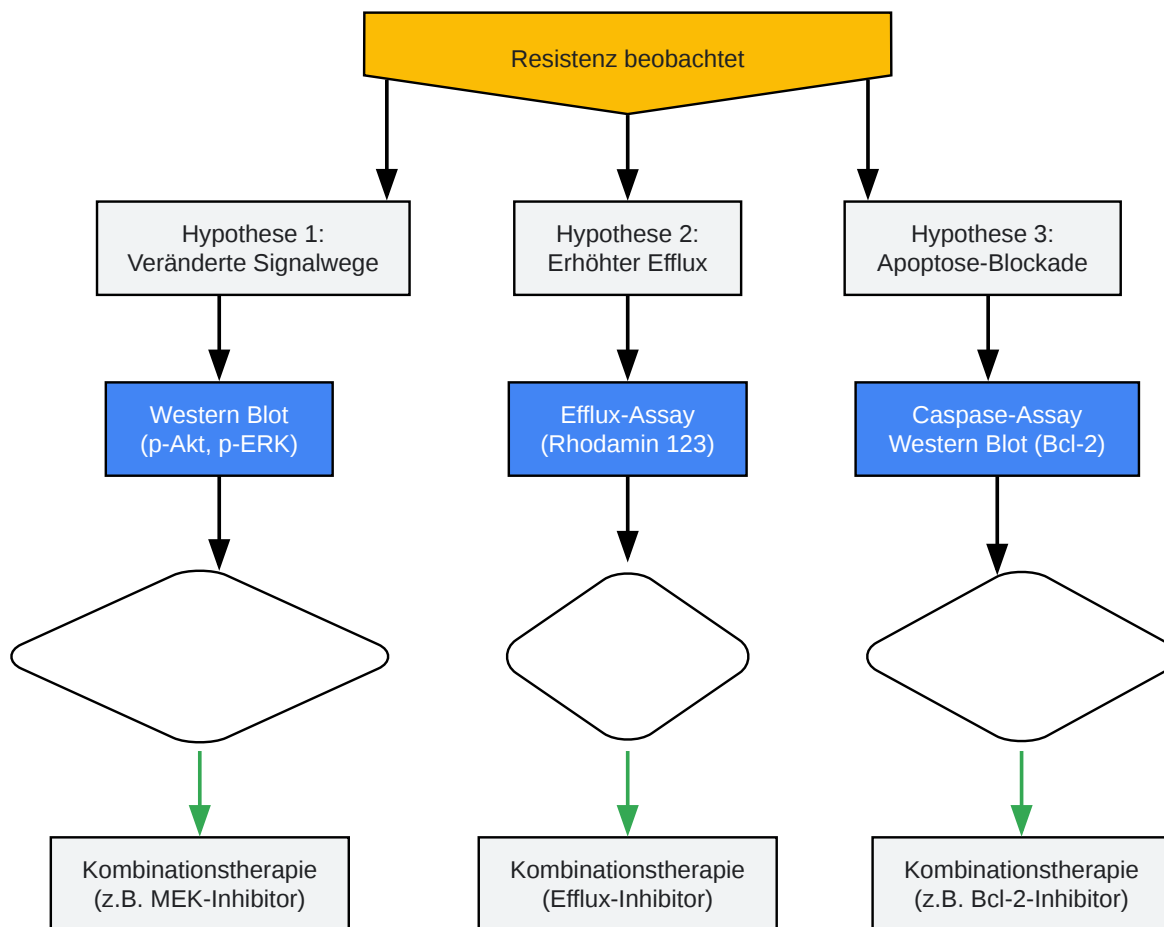 Resistenz beobachtet
Hypothese 1:
Veränderte Signalwege
Hypothese 2:
Erhöhter Efflux
Hypothese 3:
Apoptose-Blockade
Western Blot
(p-Akt, p-ERK)
Efflux-Assay
(Rhodamin 123)
Caspase-Assay
Western Blot (Bcl-2)
Kombinationstherapie
(z.B. MEK-Inhibitor)
Kombinationstherapie
(Efflux-Inhibitor)
Kombinationstherapie
(z.B. Bcl-2-Inhibitor)